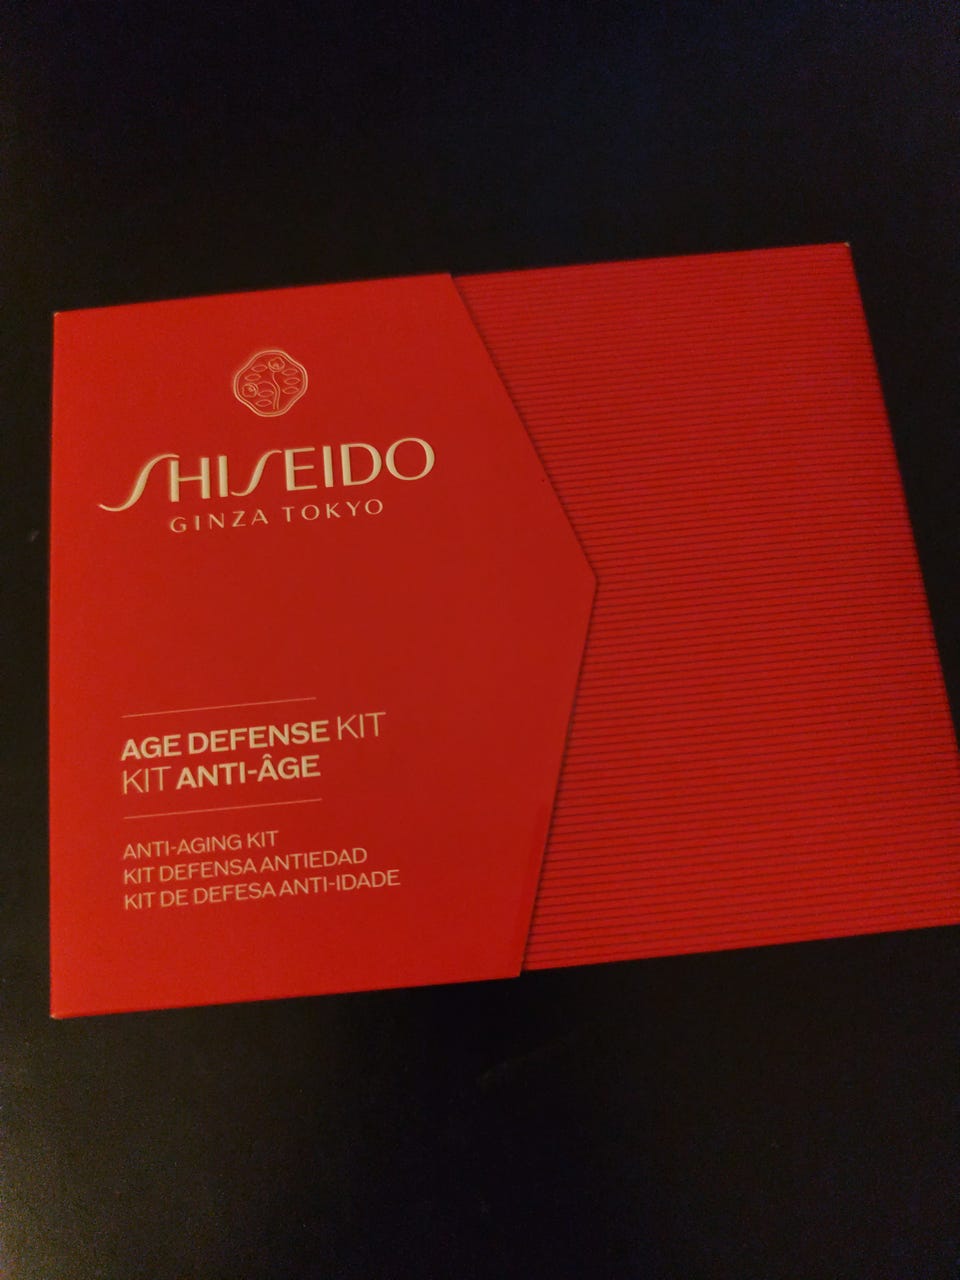 SHISEIDO
GINZA TOKYO
AGE DEFENSE KIT
KIT ANTI-ÂGE
ANTI-AGING KIT
KIT DEFENSA ANTIEDAD
KIT DE DEFESA ANTI-IDADE